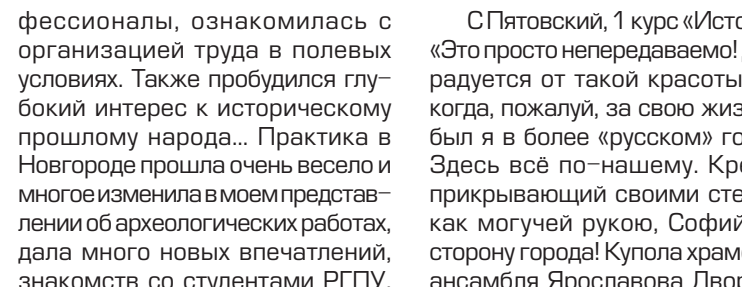 фессионалы, ознакомилась с
организацией труда в полевых
условиях. Также пробудился глу-
бокий интерес к историческому
прошлому народа... Практика в
Новгороде прошла очень весело и
многое изменила в моем представ-
лении об археологических работах,
дала много новых впечатлений,
знакомств со студентами РГПУ,
С Пятовский, 1 курс «Исто
«Это просто непередаваемо!
радуется от такой красоты
когда, пожалуй, за свою жиз
был я в более «русском» го
Здесь всё по-нашему. Кре
прикрывающий своими сте
как могучей рукою, Софий
сторону города! Купола храм
ансамбля Ярославова Двор